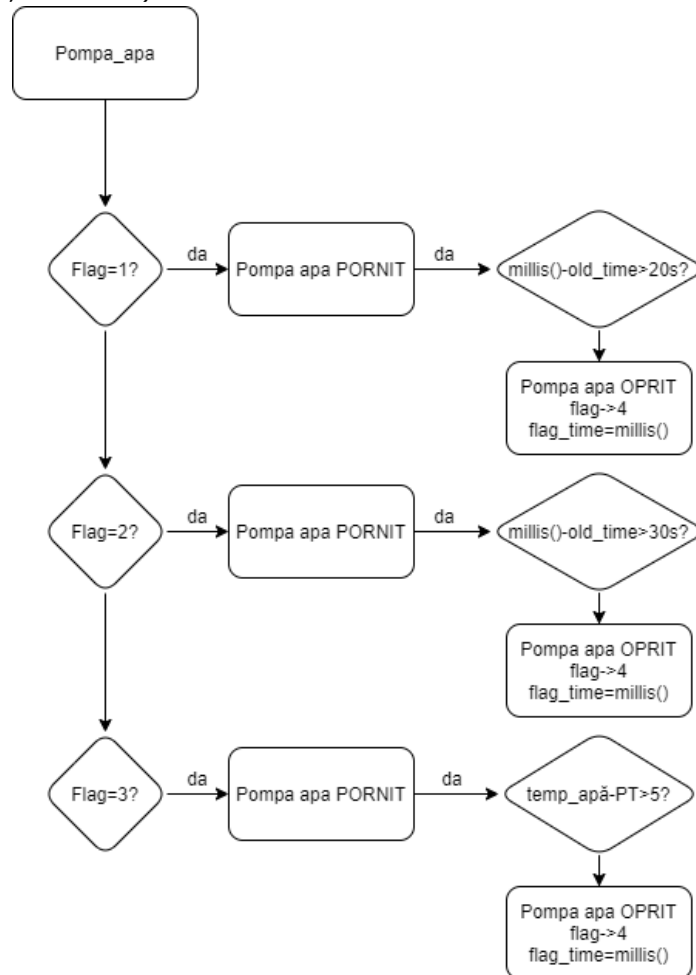 Pompa_apa
Flag=1?
da
Pompa apa PORNIT
da
millis()-old_time>20s?
Pompa apa OPRIT
flag->4
flag_time=millis()
Flag=2?
da
Pompa apa PORNIT
da
millis()-old_time>30s?
Pompa apa OPRIT
flag->4
flag_time=millis()
Flag=3?
da
Pompa apa PORNIT
da
temp_apă-PT>5?
Pompa apa OPRIT
flag->4
flag_time=millis()